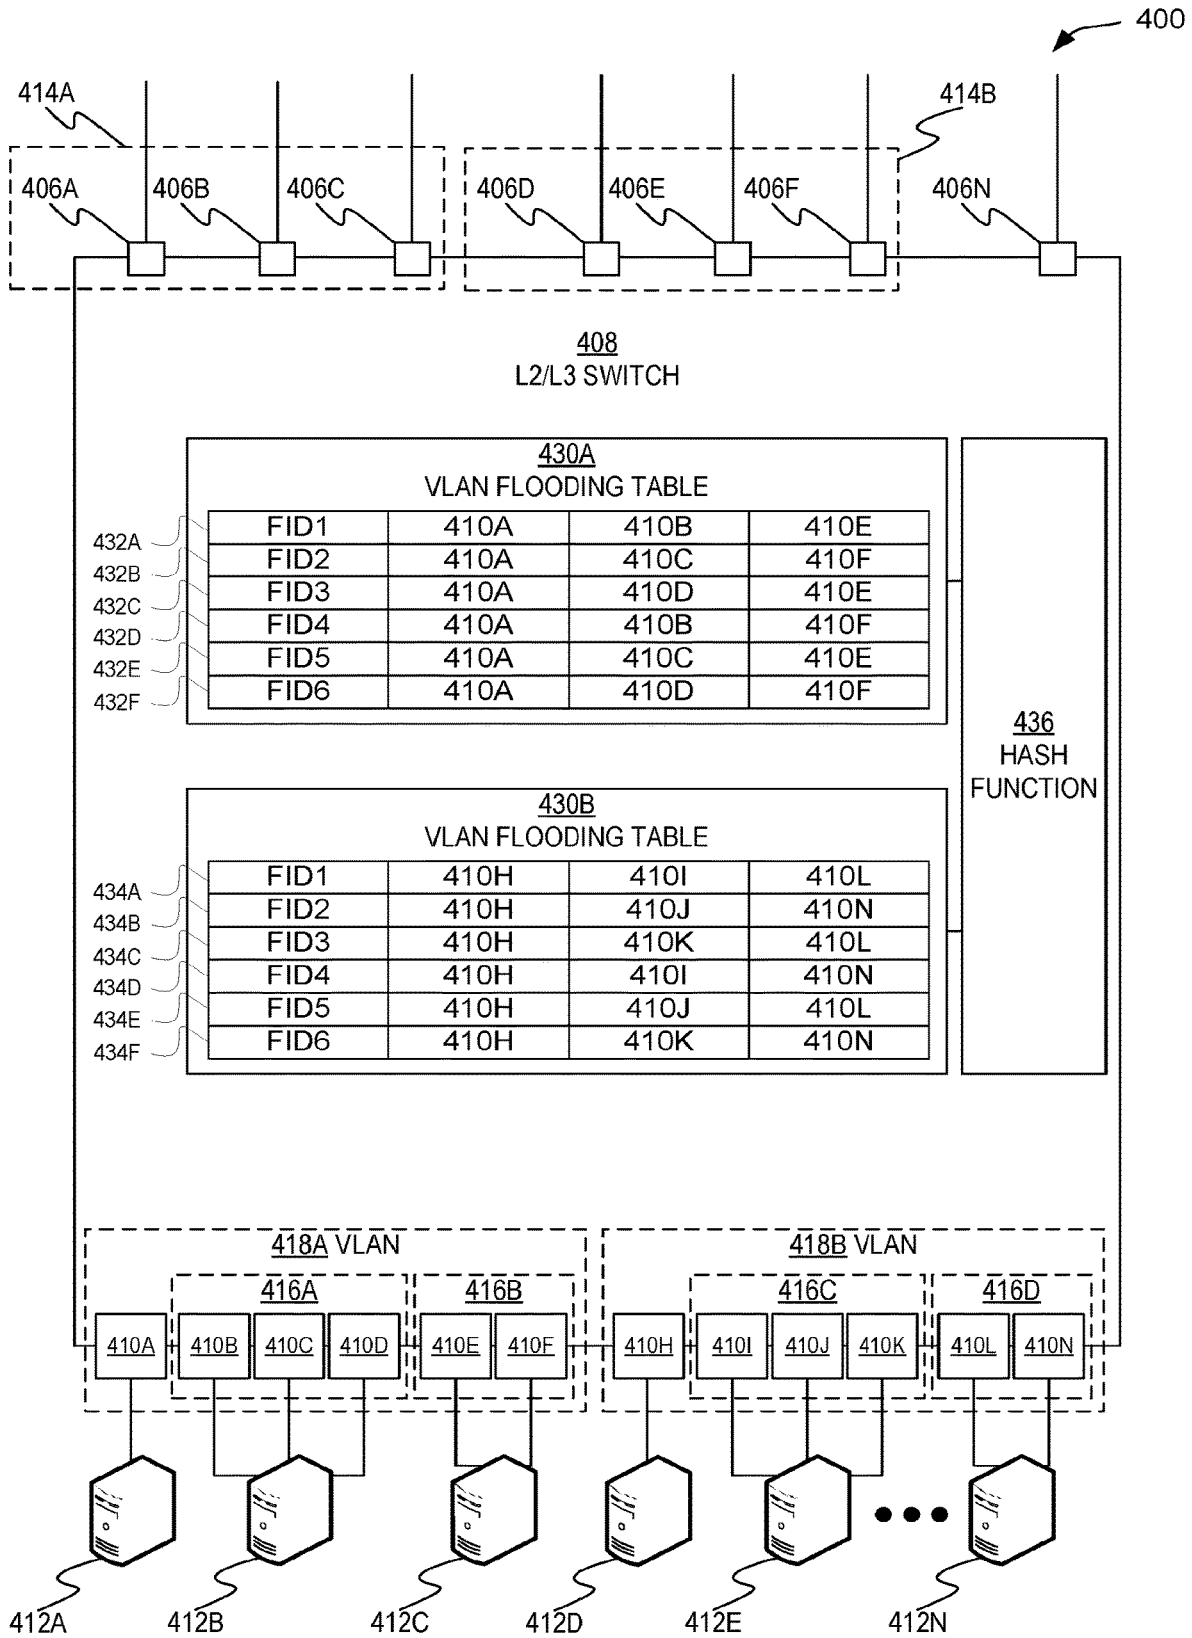 400
414A
414B
406A 406B 406C 406D 406E 406F 406N
408
L2/L3 SWITCH
430A
VLAN FLOODING TABLE
432A FID1 410A 410B 410E
432B FID2 410A 410C 410F
432C FID3 410A 410D 410E
432D FID4 410A 410B 410F
432E FID5 410A 410C 410E
432F FID6 410A 410D 410F
436
HASH
FUNCTION
430B
VLAN FLOODING TABLE
434A FID1 410H 410I 410L
434B FID2 410H 410J 410N
434C FID3 410H 410K 410L
434D FID4 410H 410I 410N
434E FID5 410H 410J 410L
434F FID6 410H 410K 410N
418A VLAN 418B VLAN
416A 416B 416C 416D
410A 410B 410C 410D 410E 410F 410H 410I 410J 410K 410L 410N
412A 412B 412C 412D 412E 412N